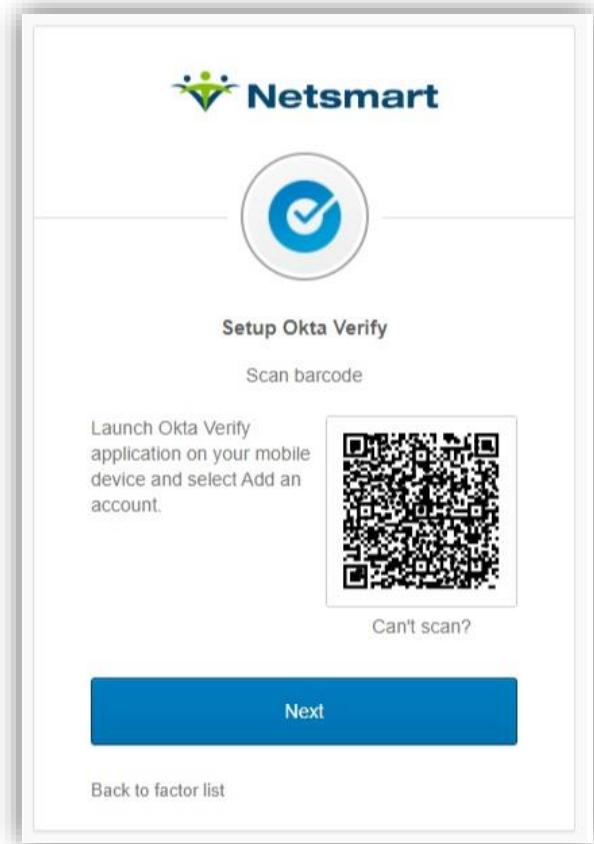 Netsmart
Setup Okta Verify
Scan barcode
Launch Okta Verify
application on your mobile
device and select Add an
account.
Can't scan?
Next
Back to factor list